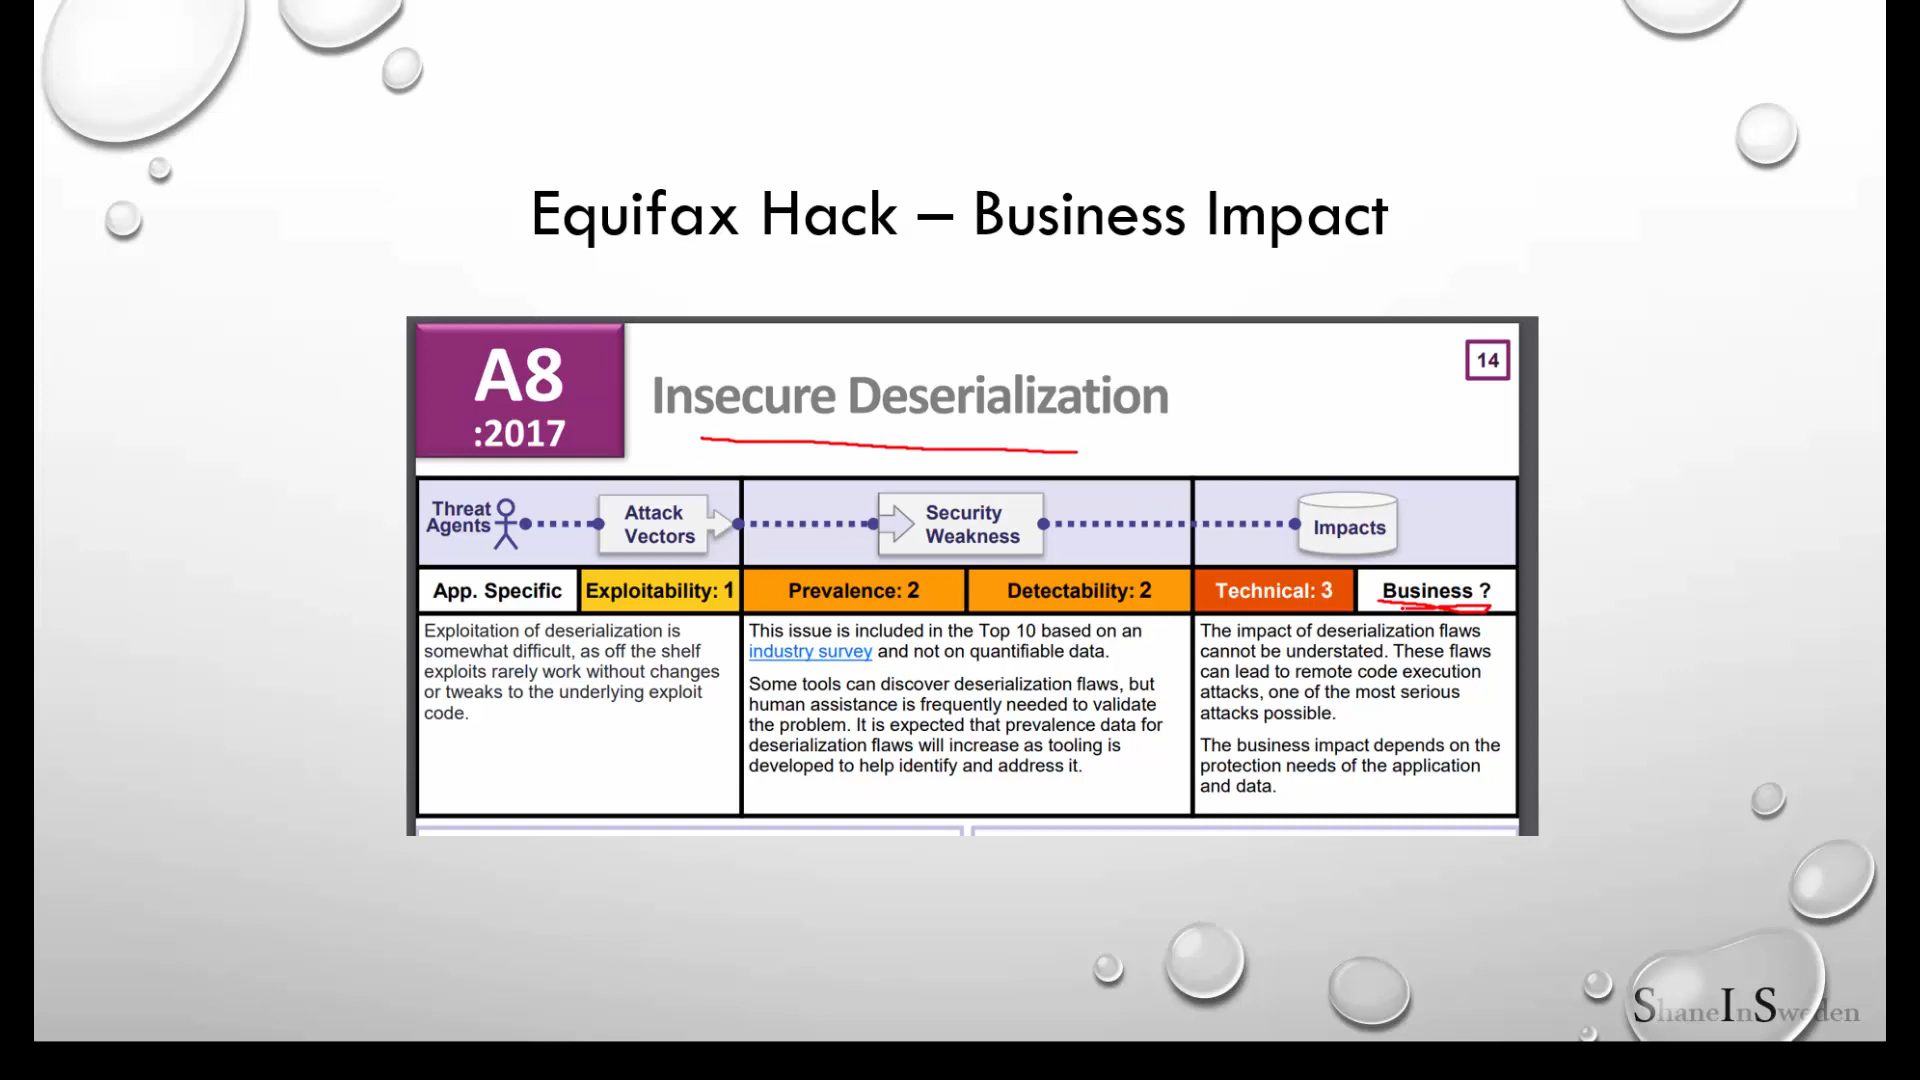 Equifax Hack – Business Impact
A8
:2017
Insecure Deserialization
14
Threat
Agents
Attack
Vectors
Security
Weakness
Impacts
App. Specific
Exploitability: 1
Prevalence: 2
Detectability: 2
Technical: 3
Business ?
Exploitation of deserialization is
somewhat difficult, as off the shelf
exploits rarely work without changes
or tweaks to the underlying exploit
code.
This issue is included in the Top 10 based on an
industry survey and not on quantifiable data.
Some tools can discover deserialization flaws, but
human assistance is frequently needed to validate
the problem. It is expected that prevalence data for
deserialization flaws will increase as tooling is
developed to help identify and address it.
The impact of deserialization flaws
cannot be understated. These flaws
can lead to remote code execution
attacks, one of the most serious
attacks possible.
The business impact depends on the
protection needs of the application
and data.
ShaneInSweden